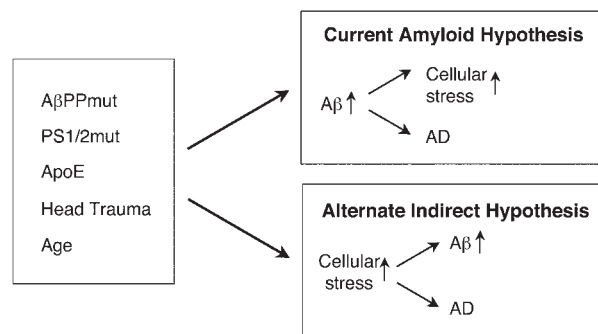 AβPPmut
PS1/2mut
ApoE
Head Trauma
Age
Current Amyloid Hypothesis
Aβ↑
Cellular
stress ↑
AD
Alternate Indirect Hypothesis
Cellular
stress ↑
Aβ↑
AD